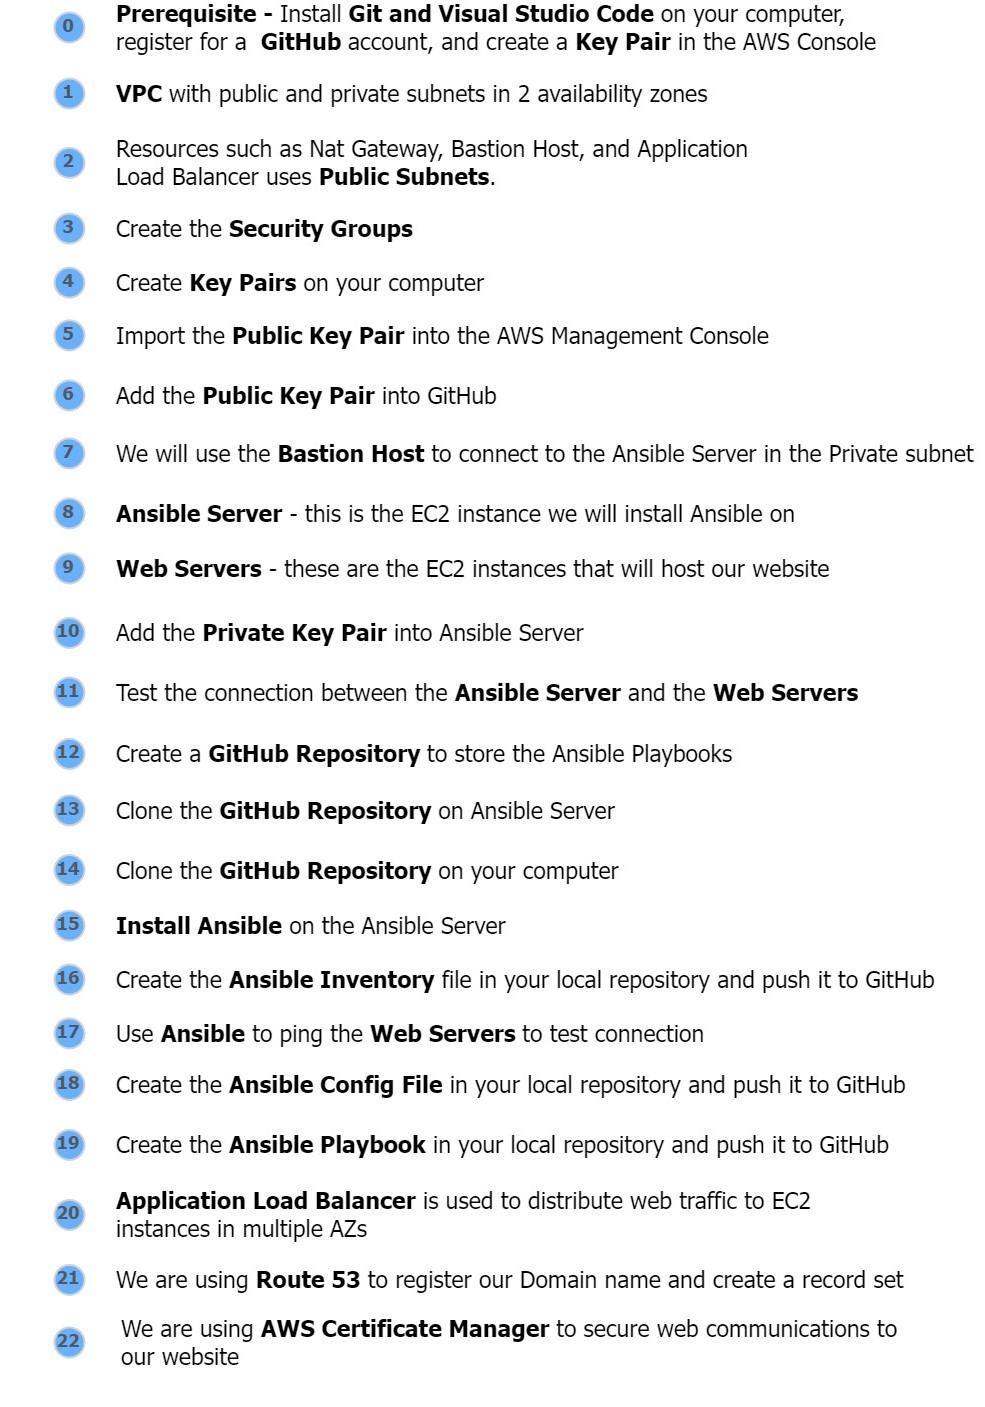 0 Prerequisite - Install Git and Visual Studio Code on your computer,
register for a  GitHub account, and create a Key Pair in the AWS Console
1 VPC with public and private subnets in 2 availability zones
2 Resources such as Nat Gateway, Bastion Host, and Application
Load Balancer uses Public Subnets.
3 Create the Security Groups
4 Create Key Pairs on your computer
5 Import the Public Key Pair into the AWS Management Console
6 Add the Public Key Pair into GitHub
7 We will use the Bastion Host to connect to the Ansible Server in the Private subnet
8 Ansible Server - this is the EC2 instance we will install Ansible on
9 Web Servers - these are the EC2 instances that will host our website
10 Add the Private Key Pair into Ansible Server
11 Test the connection between the Ansible Server and the Web Servers
12 Create a GitHub Repository to store the Ansible Playbooks
13 Clone the GitHub Repository on Ansible Server
14 Clone the GitHub Repository on your computer
15 Install Ansible on the Ansible Server
16 Create the Ansible Inventory file in your local repository and push it to GitHub
17 Use Ansible to ping the Web Servers to test connection
18 Create the Ansible Config File in your local repository and push it to GitHub
19 Create the Ansible Playbook in your local repository and push it to GitHub
20 Application Load Balancer is used to distribute web traffic to EC2
instances in multiple AZs
21 We are using Route 53 to register our Domain name and create a record set
22 We are using AWS Certificate Manager to secure web communications to
our website